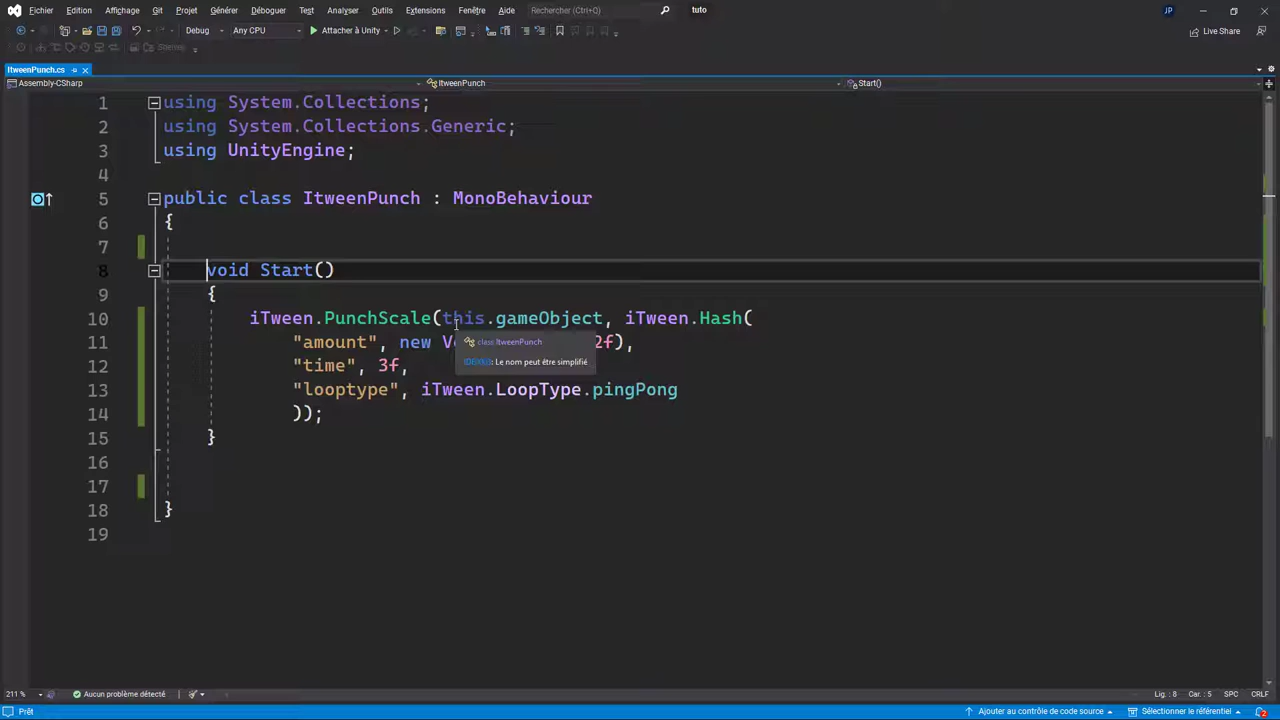 Fichier Edition Affichage Git Projet Générer Déboguer Test Analyser Outils Extensions Fenêtre Aide Rechercher (Ctrl+Q) tuto JP
Debug Any CPU Attacher à Unity Live Share
ItweenPunch.cs
Assembly-CSharp ItweenPunch Start()
1 using System.Collections;
2 using System.Collections.Generic;
3 using UnityEngine;
4
5 public class ItweenPunch : MonoBehaviour
6 {
7
8 void Start()
9 {
10 iTween.PunchScale(this.gameObject, iTween.Hash(
11 "amount", new 2f),
class ItweenPunch
12 "time", 3f,
: Le nom peut être simplifié
13 "looptype", iTween.LoopType.pingPong
14 ));
15 }
16
17
18 }
19
211 % Aucun problème détecté Lig. : 8 Car. : 5 SPC CRLF
Prêt Ajouter au contrôle de code source Sélectionner le référentiel 2